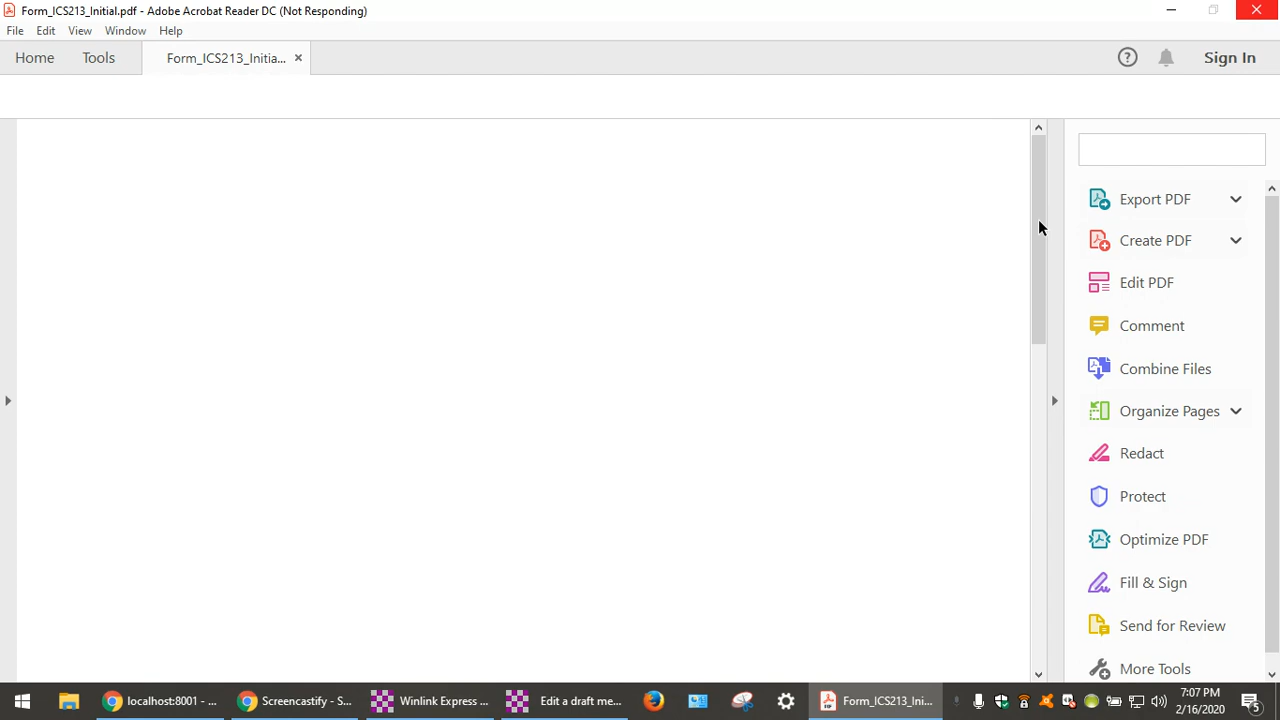 Form_ICS213_Initial.pdf - Adobe Acrobat Reader DC (Not Responding)
File Edit View Window Help
Home Tools Form_ICS213_Initia... × Sign In
Export PDF
Create PDF
Edit PDF
Comment
Combine Files
Organize Pages
Redact
Protect
Optimize PDF
Fill & Sign
Send for Review
More Tools
localhost:8001 - ... Screencastify - S... Winlink Express ... Edit a draft me... Form_ICS213_Ini...
7:07 PM
2/16/2020
5